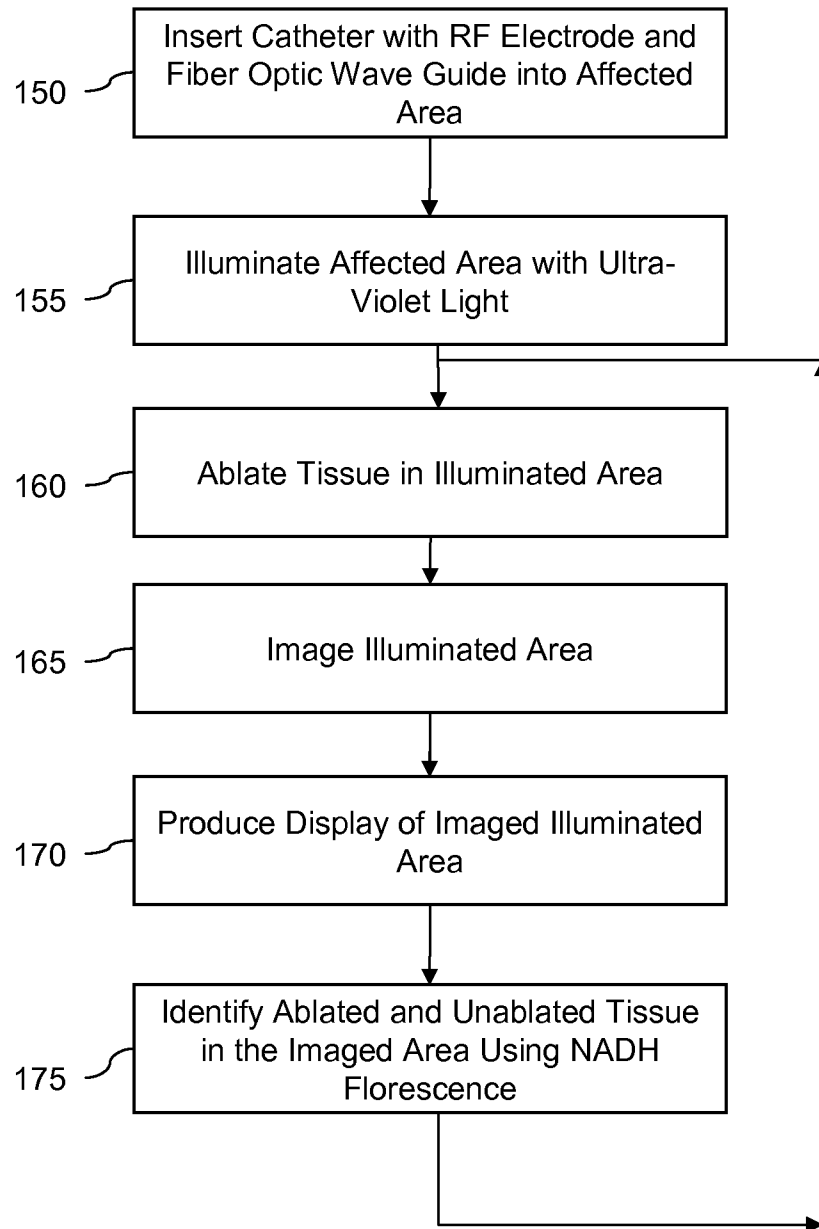 Insert Catheter with RF Electrode and
Fiber Optic Wave Guide into Affected
Area
150
Illuminate Affected Area with Ultra-
Violet Light
155
Ablate Tissue in Illuminated Area
160
Image Illuminated Area
165
Produce Display of Imaged Illuminated
Area
170
Identify Ablated and Unablated Tissue
in the Imaged Area Using NADH
Florescence
175